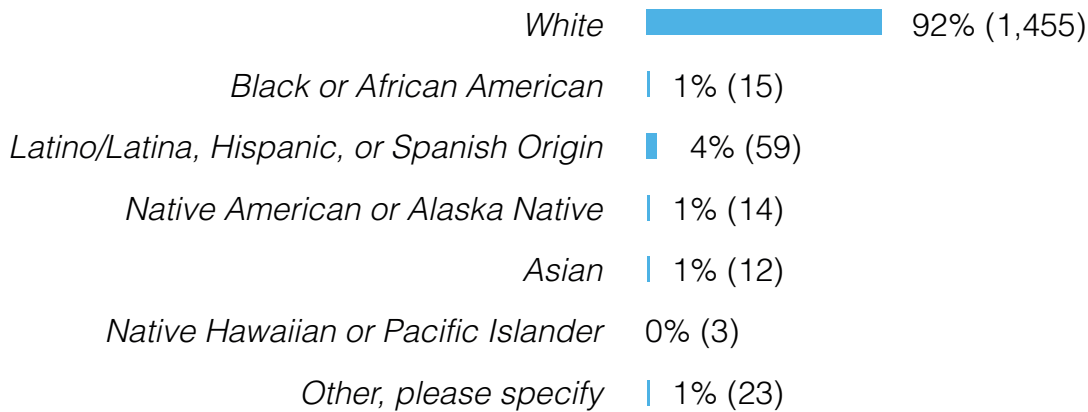 White 92% (1,455)
Black or African American 1% (15)
Latino/Latina, Hispanic, or Spanish Origin 4% (59)
Native American or Alaska Native 1% (14)
Asian 1% (12)
Native Hawaiian or Pacific Islander 0% (3)
Other, please specify 1% (23)